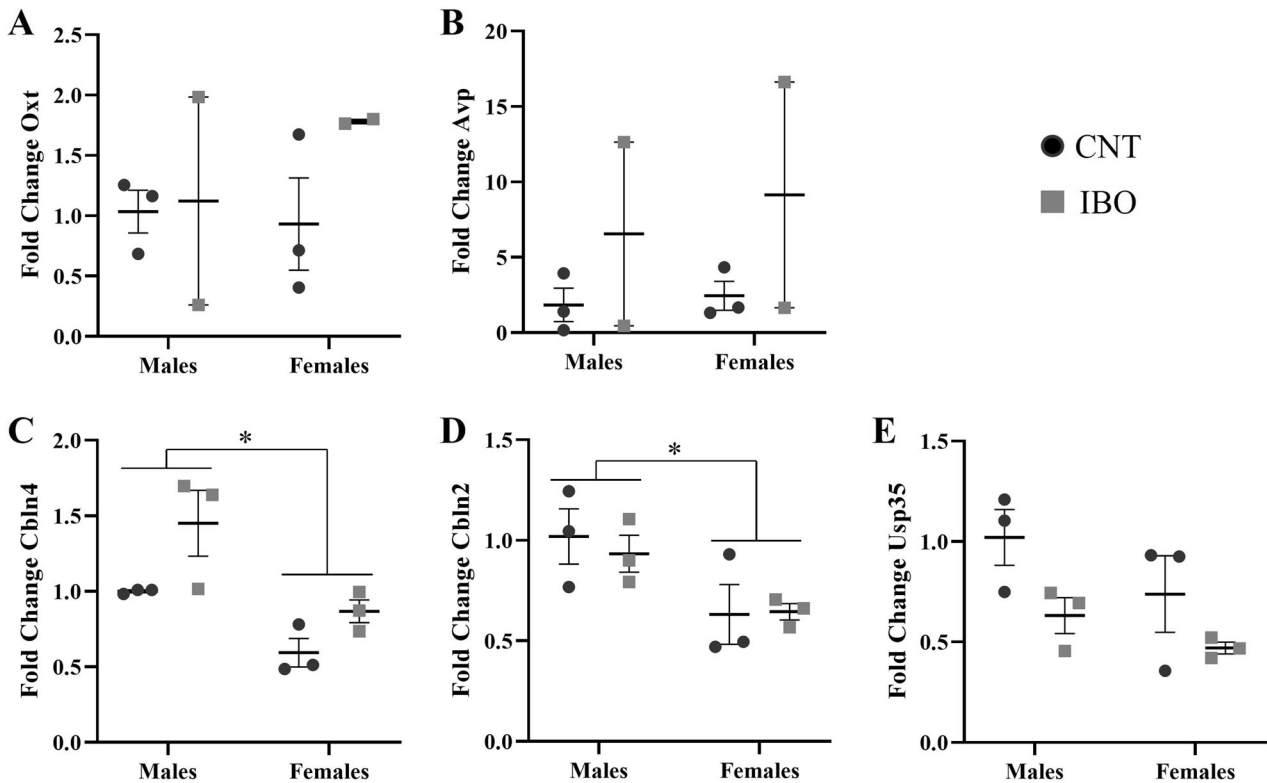 A
Fold Change Oxt
2.5
2.0
1.5
1.0
0.5
0.0
Males
Females
B
Fold Change Avp
20
15
10
5
0
Males
Females
CNT
IBO
C
Fold Change Cbln4
2.0
1.5
1.0
0.5
0.0
*
Males
Females
D
Fold Change Cbln2
1.5
1.0
0.5
0.0
*
Males
Females
E
Fold Change Usp35
1.5
1.0
0.5
0.0
Males
Females